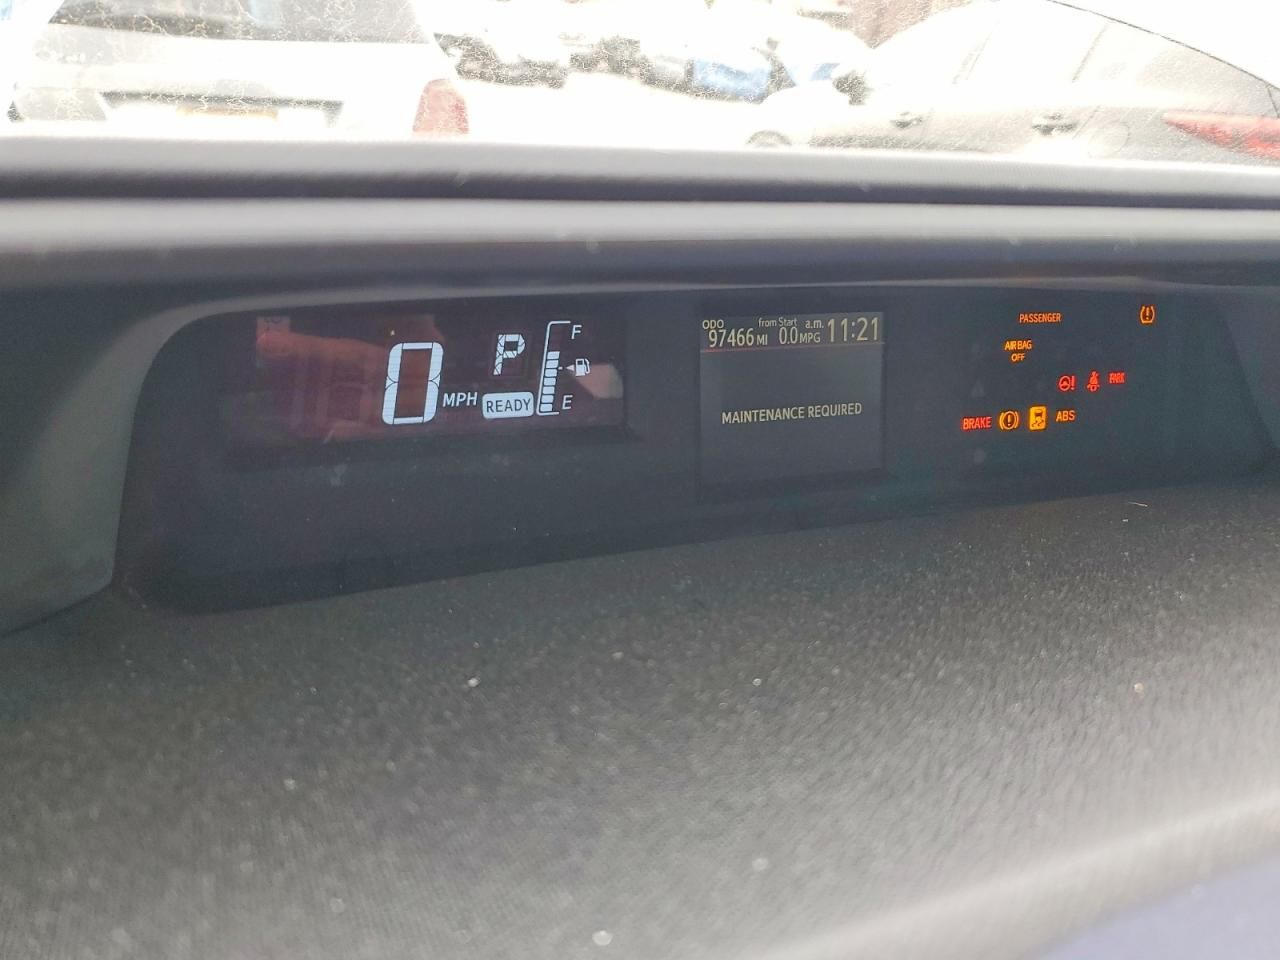 0 MPH
P
READY
F
E
ODO 97466 MI
from Start 0.0 MPG
a.m. 11:21
MAINTENANCE REQUIRED
PASSENGER
AIR BAG
OFF
PARK
BRAKE
ABS